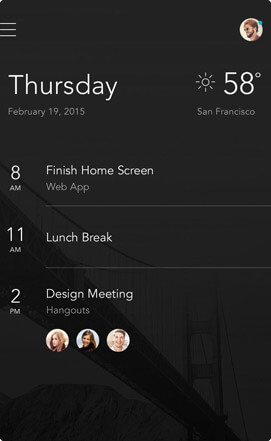 Thursday
58°
February 19, 2015
San Francisco
8
AM
Finish Home Screen
Web App
11
AM
Lunch Break
2
PM
Design Meeting
Hangouts